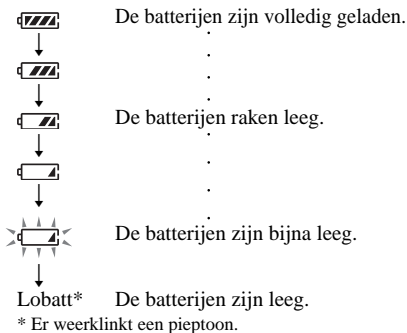 De batterijen zijn volledig geladen.
De batterijen raken leeg.
De batterijen zijn bijna leeg.
Lobatt* De batterijen zijn leeg.
* Er weerklinkt een pieptoon.